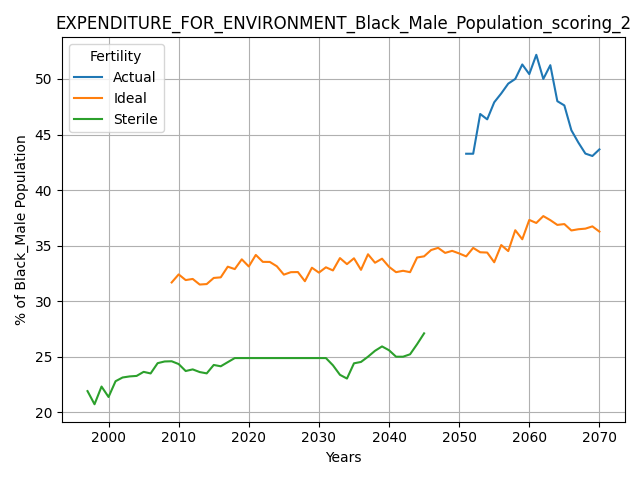 EXPENDITURE_FOR_ENVIRONMENT_Black_Male_Population_scoring_2
Fertility
Actual
Ideal
Sterile
% of Black_Male Population
50
45
40
35
30
25
20
2000
2010
2020
2030
2040
2050
2060
2070
Years